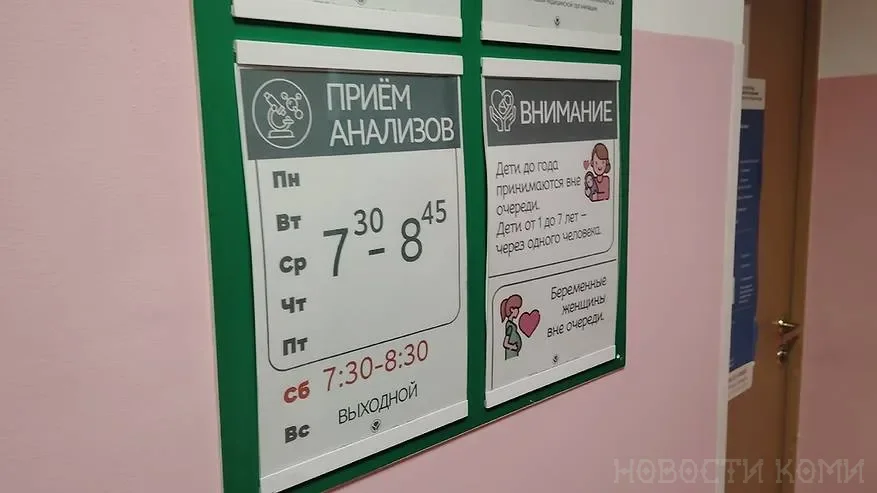 ПРИЁМ
АНАЛИЗОВ
Пн
Вт
Ср
Чт
Пт
7³⁰ - 8⁴⁵
Сб 7:30-8:30
Вс ВЫХОДНОЙ
ВНИМАНИЕ
Дети до года
принимаются вне
очереди.
Дети от 1 до 7 лет –
через одного человека.
Беременные
женщины
вне очереди.
НОВОСТИ КОМИ